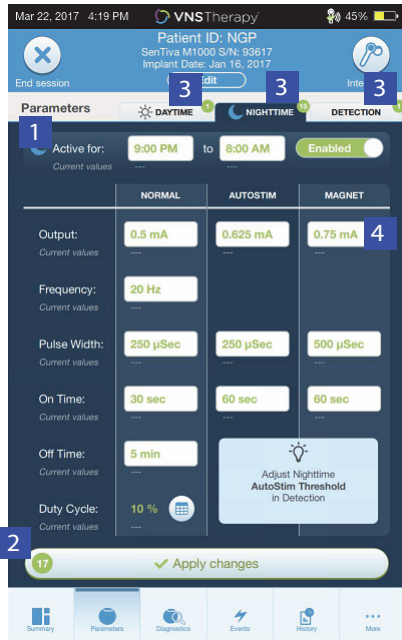 Mar 22, 2017 4:19 PM VNSTherapy® 45%
Patient ID: NGP
SenTiva M1000 S/N: 93617
Implant Date: Jan 16, 2017
End session
Parameters
3 DAYTIME 1
3 NIGHTTIME 15
3 DETECTION 1
1
Active for: 9:00 PM to 8:00 AM Enabled
Current values --- ---
NORMAL AUTOSTIM MAGNET
Output: 0.5 mA 0.625 mA 0.75 mA 4
Current values --- --- ---
Frequency: 20 Hz
Current values ---
Pulse Width: 250 µSec 250 µSec 500 µSec
Current values --- --- ---
On Time: 30 sec 60 sec 60 sec
Current values --- --- ---
Off Time: 5 min
Current values ---
Adjust Nighttime
AutoStim Threshold
in Detection
Duty Cycle: 10 %
Current values ---
2
17 Apply changes
Summary Parameters Diagnostics Events History More